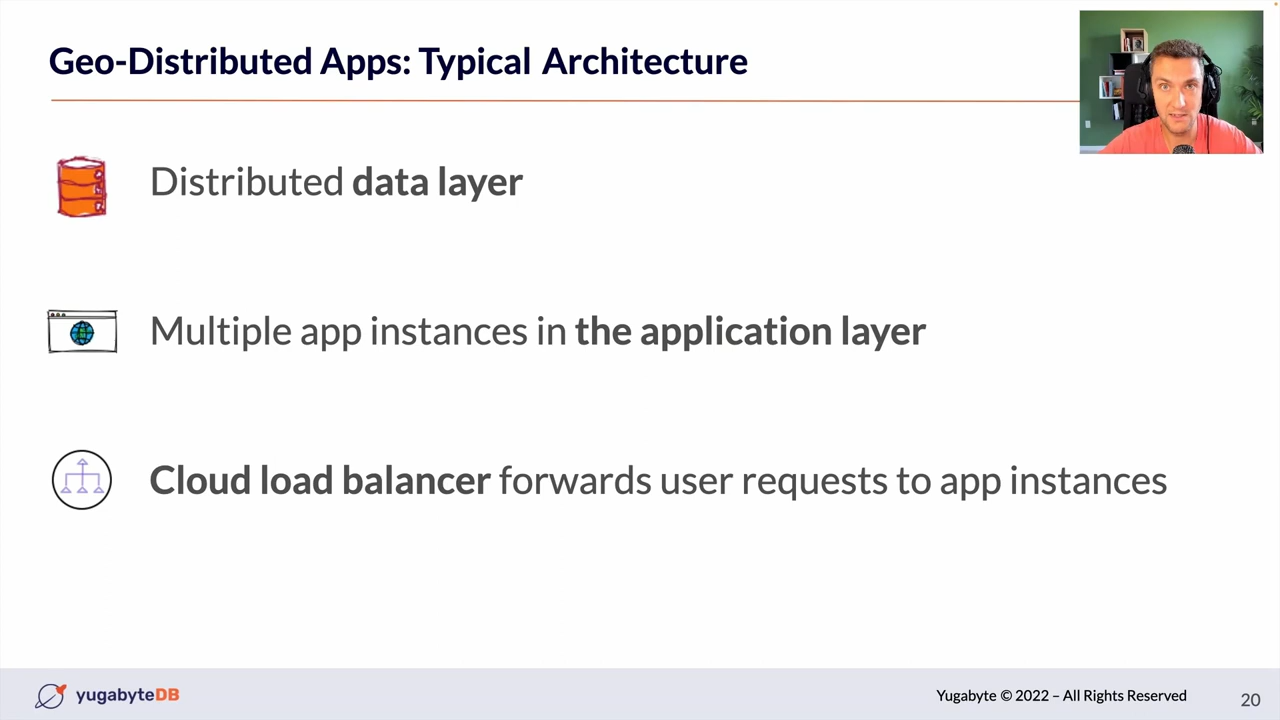 Geo-Distributed Apps: Typical Architecture
Distributed data layer
Multiple app instances in the application layer
Cloud load balancer forwards user requests to app instances
yugabyteDB
Yugabyte © 2022 – All Rights Reserved
20